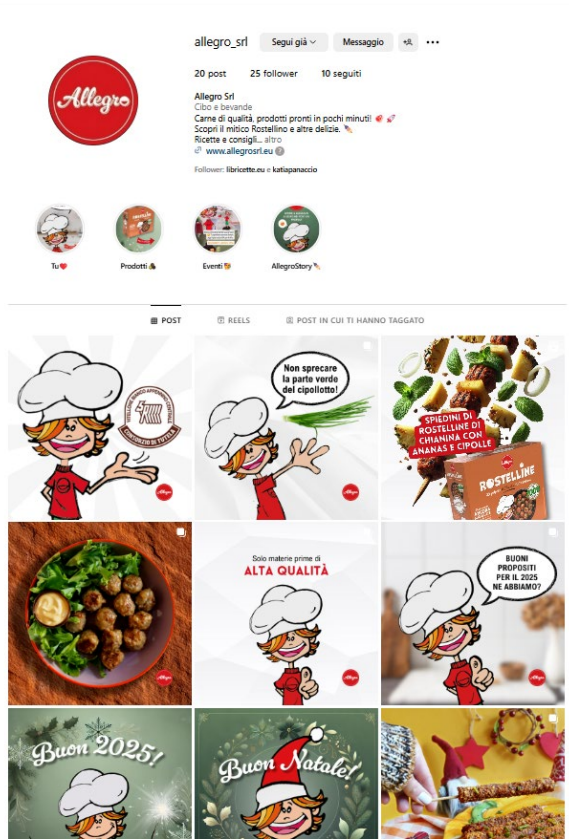 allegro_srl Segui già Messaggio
20 post 25 follower 10 seguiti
Allegro
Allegro Srl
Cibo e bevande
Carne di qualità, prodotti pronti in pochi minuti!
Scopri il mitico Rostellino e altre delizie.
Ricette e consigli... altro
www.allegrosrl.eu
Follower: libricette.eu e katiapanaccio
Tu Prodotti Eventi AllegroStory
POST REELS POST IN CUI TI HANNO TAGGATO
CONSORZIO DI TUTELA
Allegro
Non sprecare
la parte verde
del cipollotto!
Allegro
SPIEDINI DI
ROSTELLINE DI
CHIANINA CON
ANANAS E CIPOLLE
ROSTELLINE
Allegro
Solo materie prime di
ALTA QUALITÀ
Allegro
BUONI
PROPOSITI
PER IL 2025
NE ABBIAMO?
Allegro
Buon 2025!
Buon Natale!